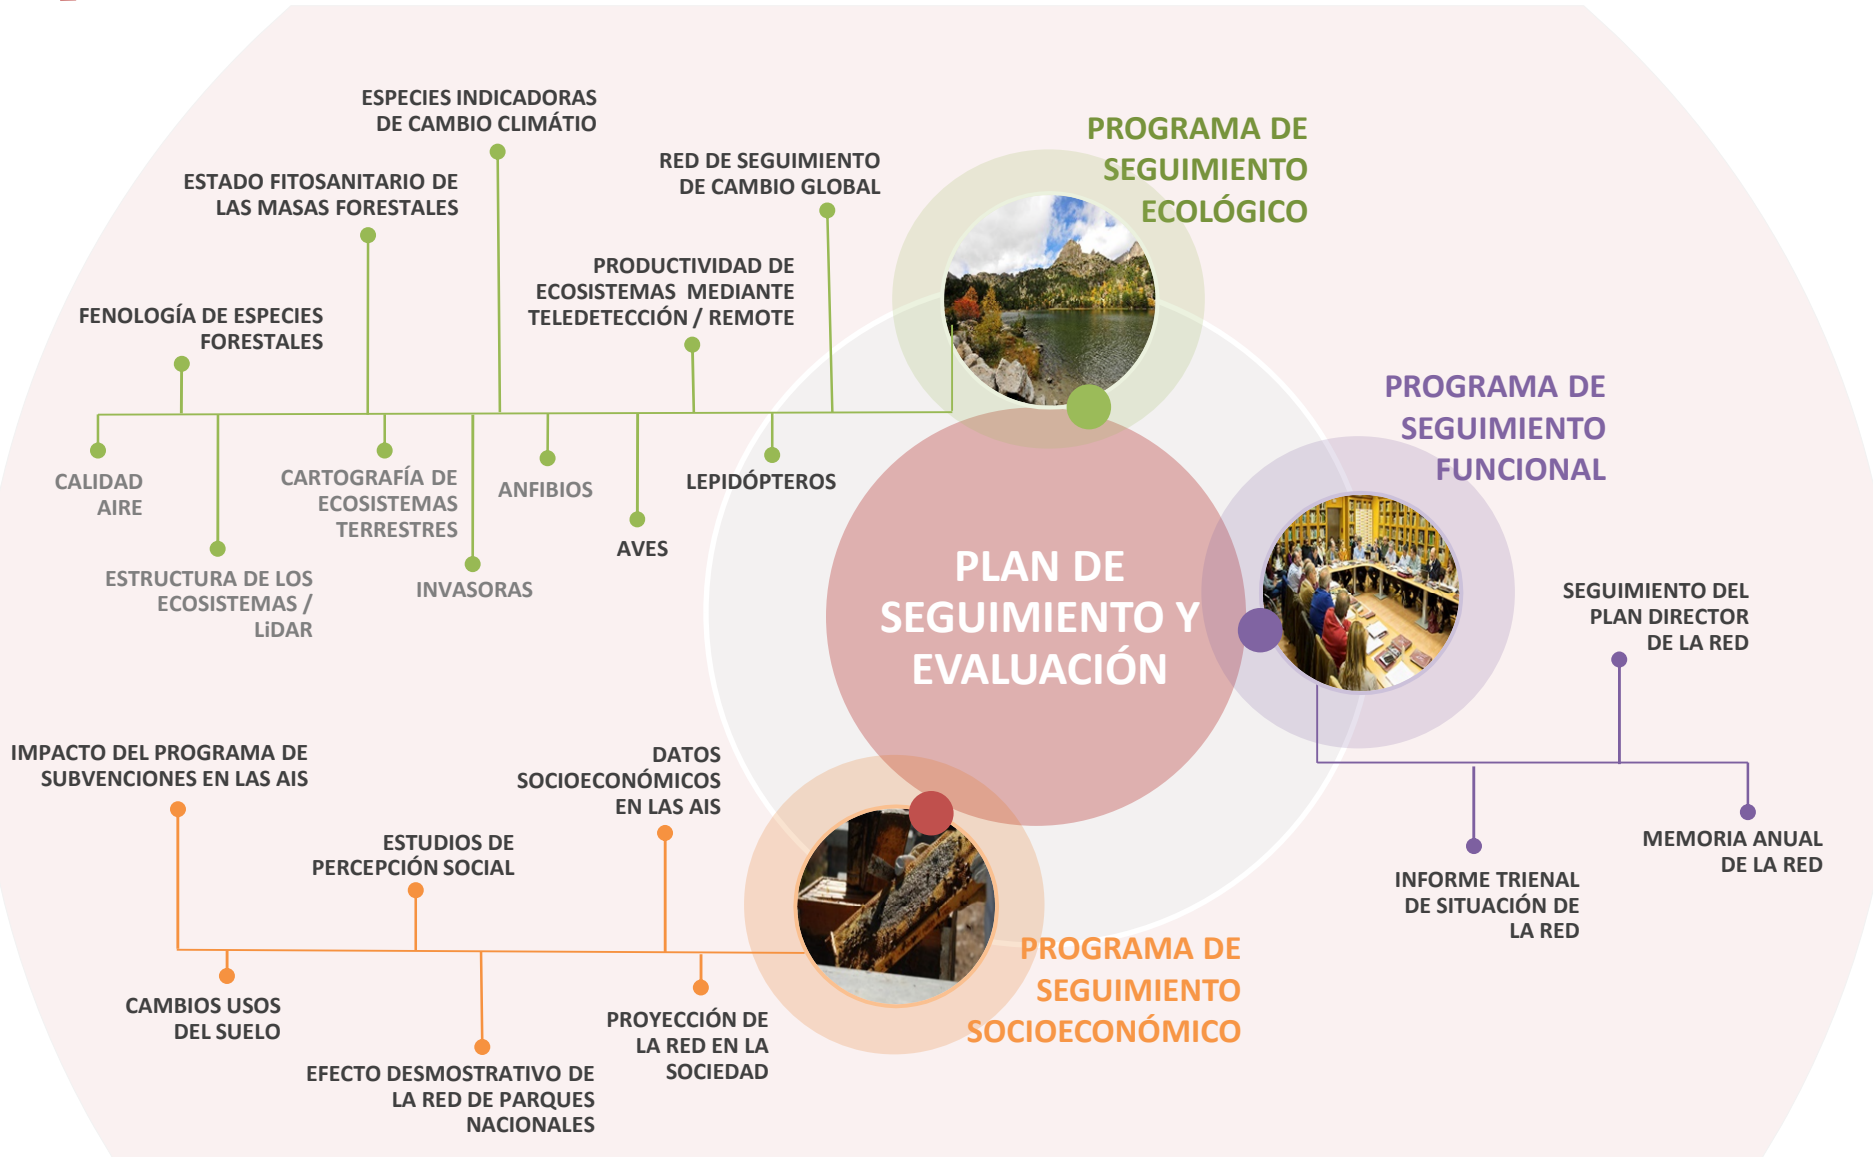 ESPECIES INDICADORAS
DE CAMBIO CLIMÁTIO
PROGRAMA DE
SEGUIMIENTO
ECOLÓGICO
RED DE SEGUIMIENTO
DE CAMBIO GLOBAL
ESTADO FITOSANITARIO DE
LAS MASAS FORESTALES
PRODUCTIVIDAD DE
ECOSISTEMAS MEDIANTE
TELEDETECCIÓN / REMOTE
FENOLOGÍA DE ESPECIES
FORESTALES
CALIDAD
AIRE
ESTRUCTURA DE LOS
ECOSISTEMAS /
LiDAR
CARTOGRAFÍA DE
ECOSISTEMAS
TERRESTRES
INVASORAS
ANFIBIOS
AVES
LEPIDÓPTEROS
PROGRAMA DE
SEGUIMIENTO
FUNCIONAL
PLAN DE
SEGUIMIENTO Y
EVALUACIÓN
SEGUIMIENTO DEL
PLAN DIRECTOR
DE LA RED
INFORME TRIENAL
DE SITUACIÓN DE
LA RED
MEMORIA ANUAL
DE LA RED
IMPACTO DEL PROGRAMA DE
SUBVENCIONES EN LAS AIS
ESTUDIOS DE
PERCEPCIÓN SOCIAL
DATOS
SOCIOECONÓMICOS
EN LAS AIS
CAMBIOS USOS
DEL SUELO
EFECTO DESMOSTRATIVO DE
LA RED DE PARQUES
NACIONALES
PROYECCIÓN DE
LA RED EN LA
SOCIEDAD
PROGRAMA DE
SEGUIMIENTO
SOCIOECONÓMICO